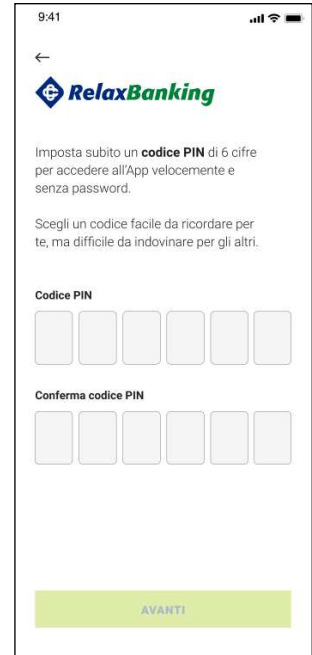 9:41
RelaxBanking
Imposta subito un codice PIN di 6 cifre
per accedere all'App velocemente e
senza password.
Scegli un codice facile da ricordare per
te, ma difficile da indovinare per gli altri.
Codice PIN
Conferma codice PIN
AVANTI